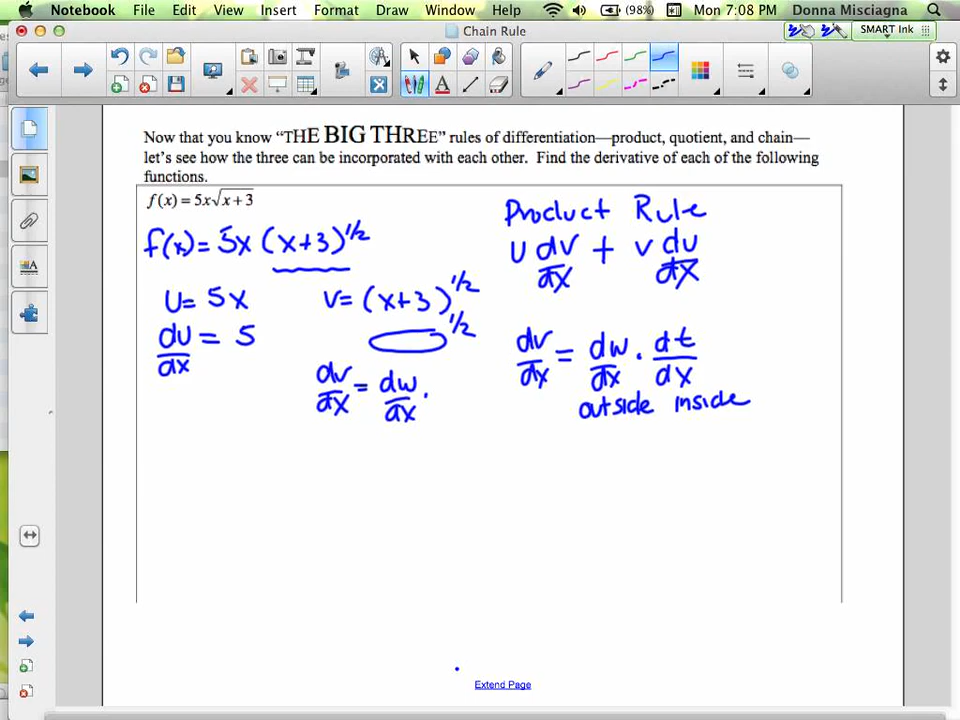 Notebook File Edit View Insert Format Draw Window Help (98%) Mon 7:08 PM Donna Misciagna
Chain Rule
SMART Ink
Now that you know “THE BIG THREE” rules of differentiation—product, quotient, and chain—
let’s see how the three can be incorporated with each other. Find the derivative of each of the following
functions.
f(x) = 5x√x+3
Product Rule
f(x) = 5x (x+3)^1/2
u dv/dx + v du/dx
u = 5x v = (x+3)^1/2
du/dx = 5
1/2
dv/dx = dw/dx · dt/dx
outside inside
dv/dx = dw/dx ·
Extend Page